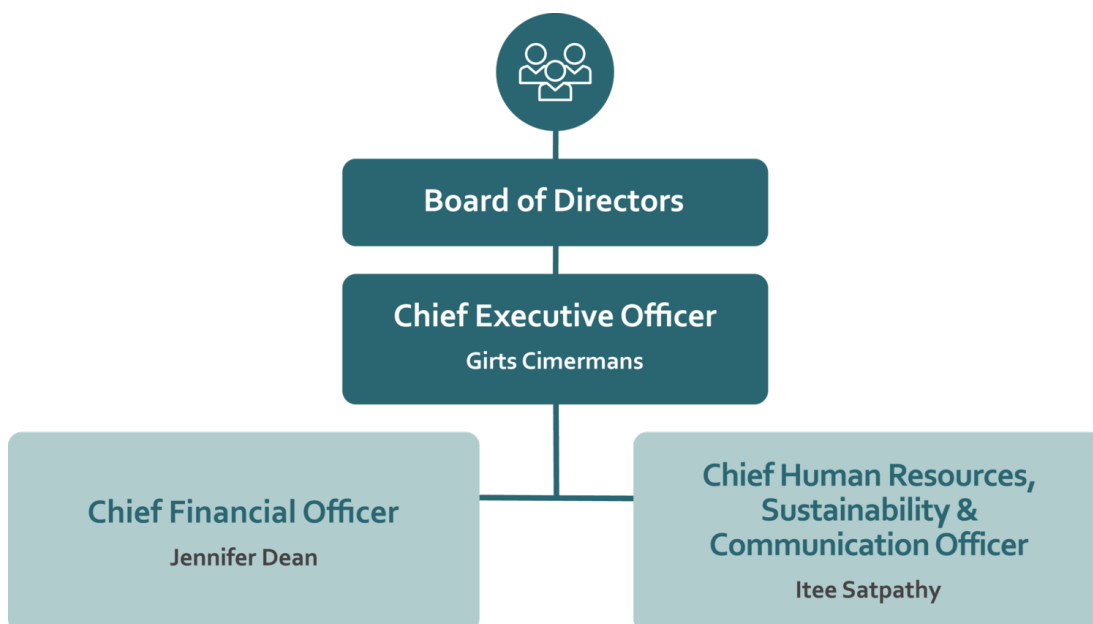 Board of Directors
Chief Executive Officer
Girts Cimermans
Chief Financial Officer
Jennifer Dean
Chief Human Resources,
Sustainability &
Communication Officer
Itee Satpathy